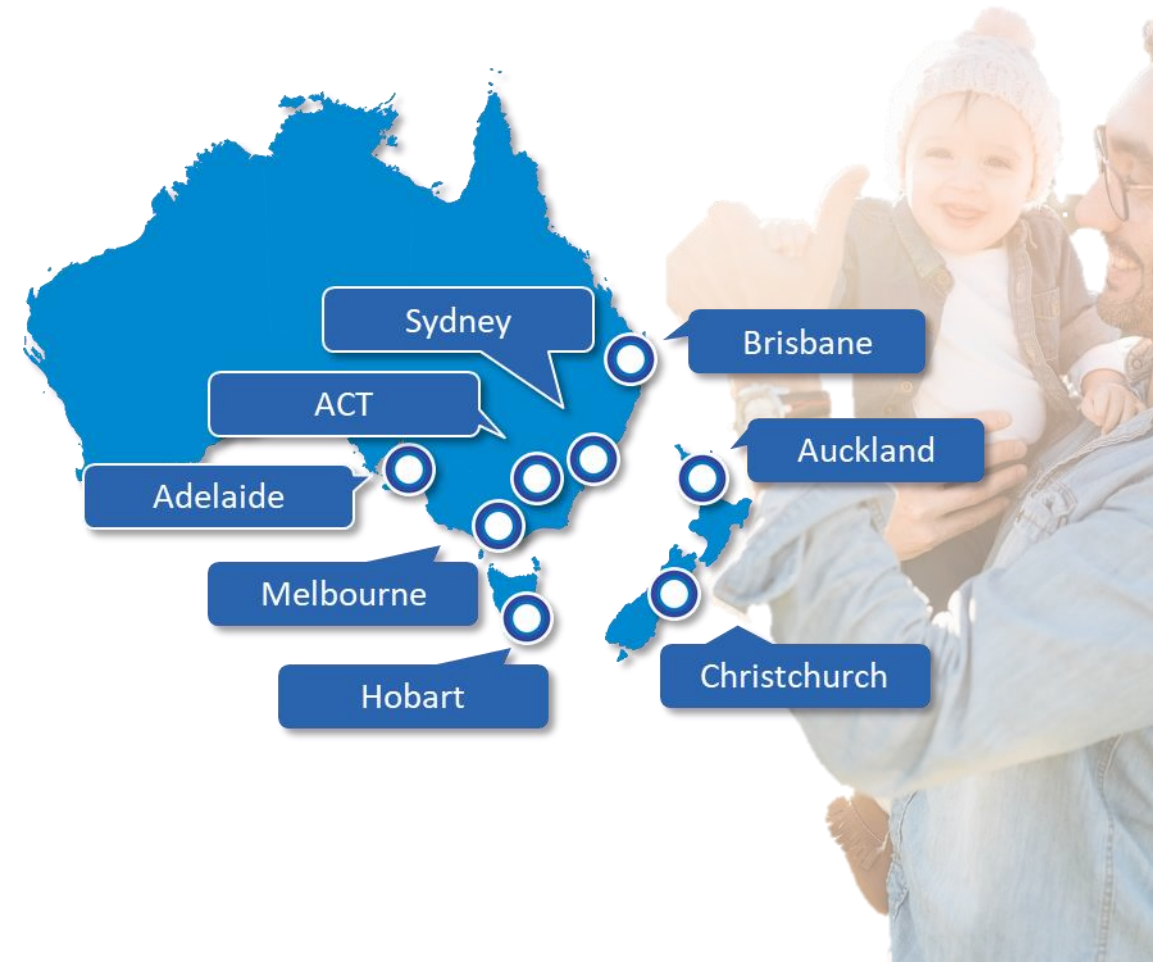 Sydney
Brisbane
ACT
Auckland
Adelaide
Melbourne
Christchurch
Hobart